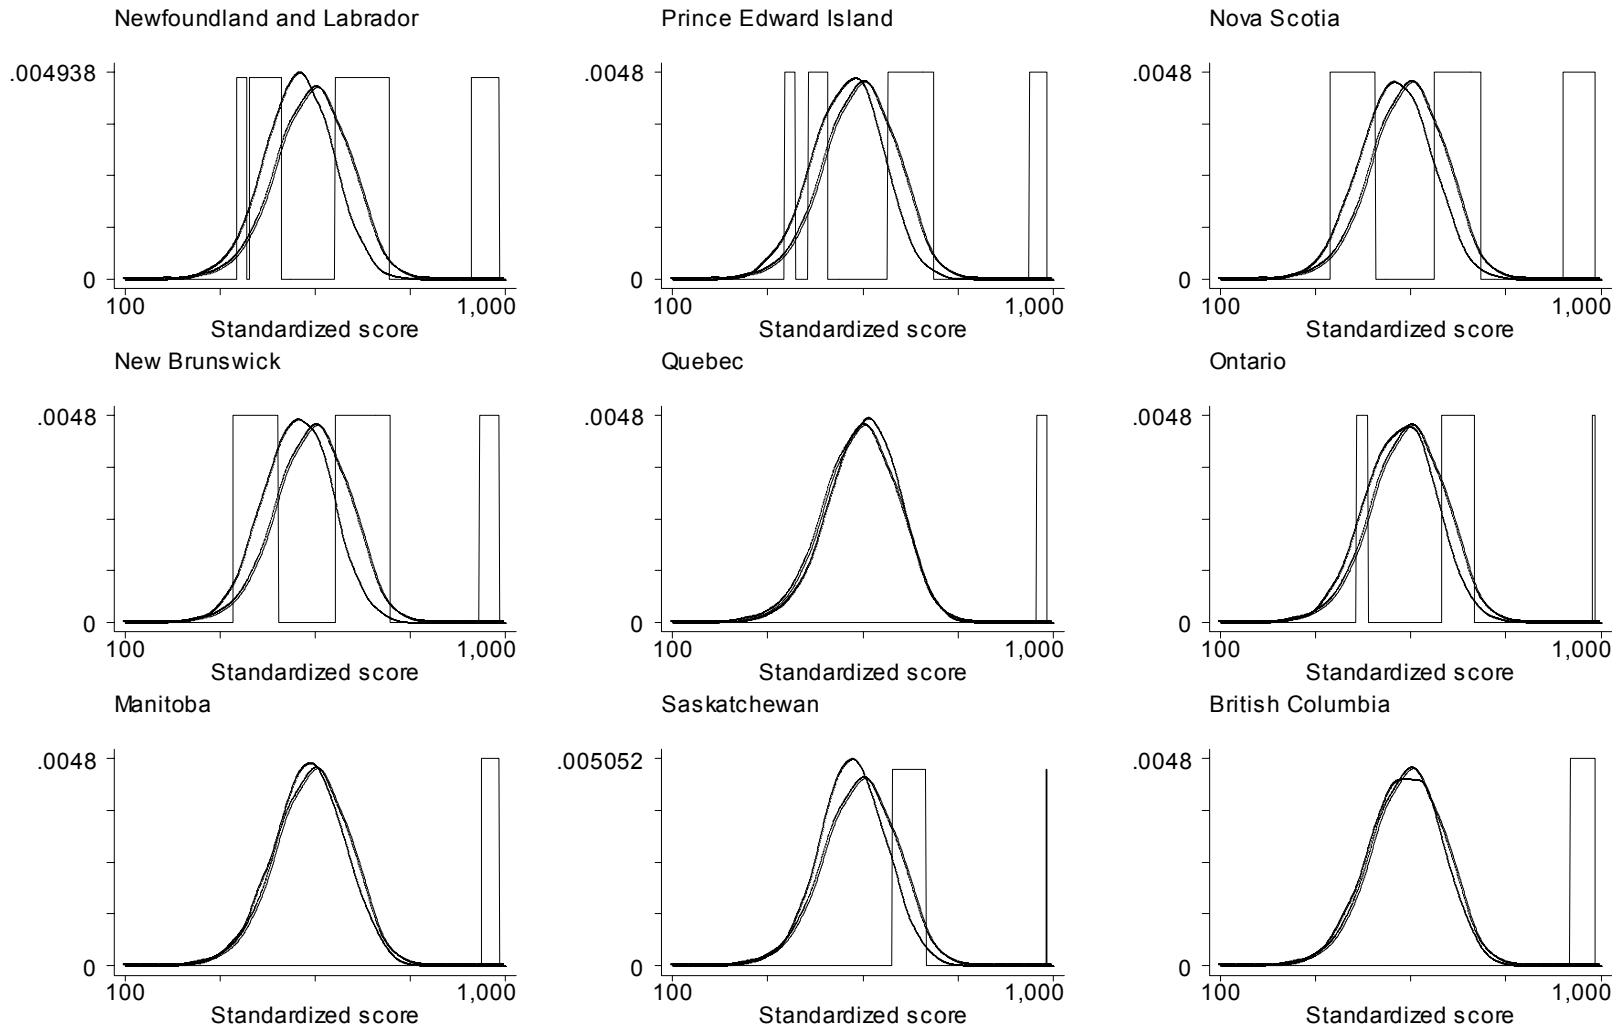 Newfoundland and Labrador
.004938
0
100
1,000
Standardized score
Prince Edward Island
.0048
0
100
1,000
Standardized score
Nova Scotia
.0048
0
100
1,000
Standardized score
New Brunswick
.0048
0
100
1,000
Standardized score
Quebec
.0048
0
100
1,000
Standardized score
Ontario
.0048
0
100
1,000
Standardized score
Manitoba
.0048
0
100
1,000
Standardized score
Saskatchewan
.005052
0
100
1,000
Standardized score
British Columbia
.0048
0
100
1,000
Standardized score